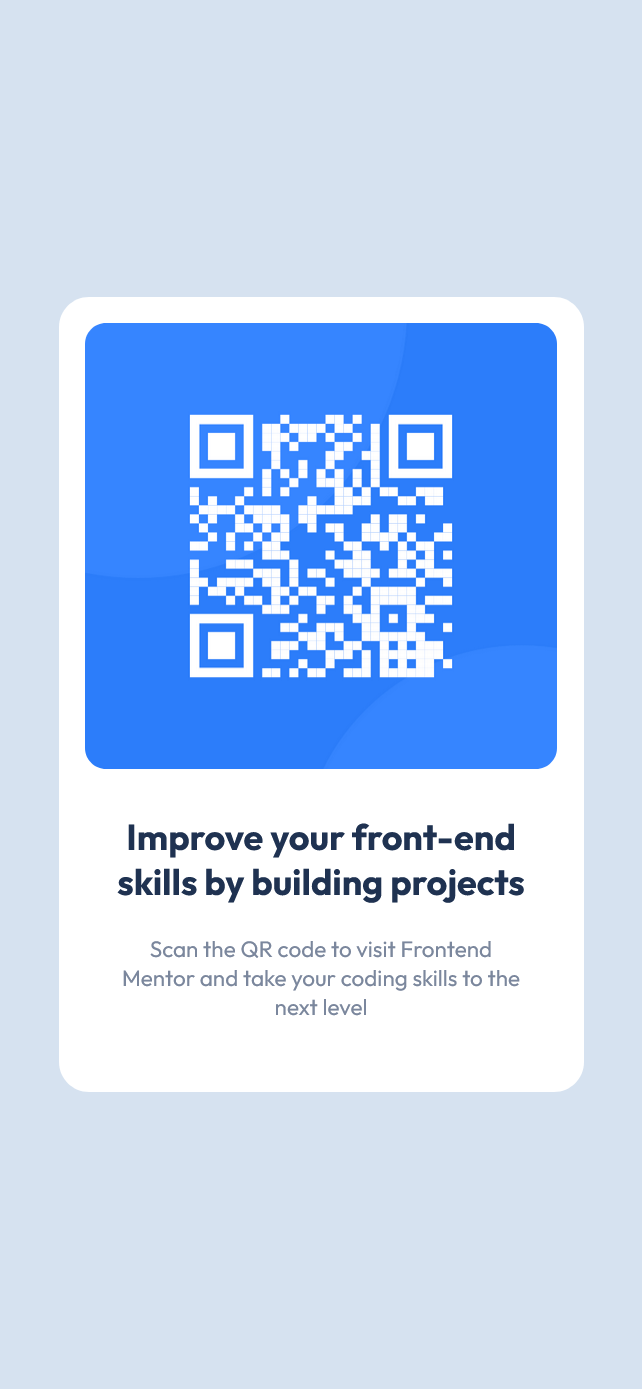 Improve your front-end
skills by building projects
Scan the QR code to visit Frontend
Mentor and take your coding skills to the
next level